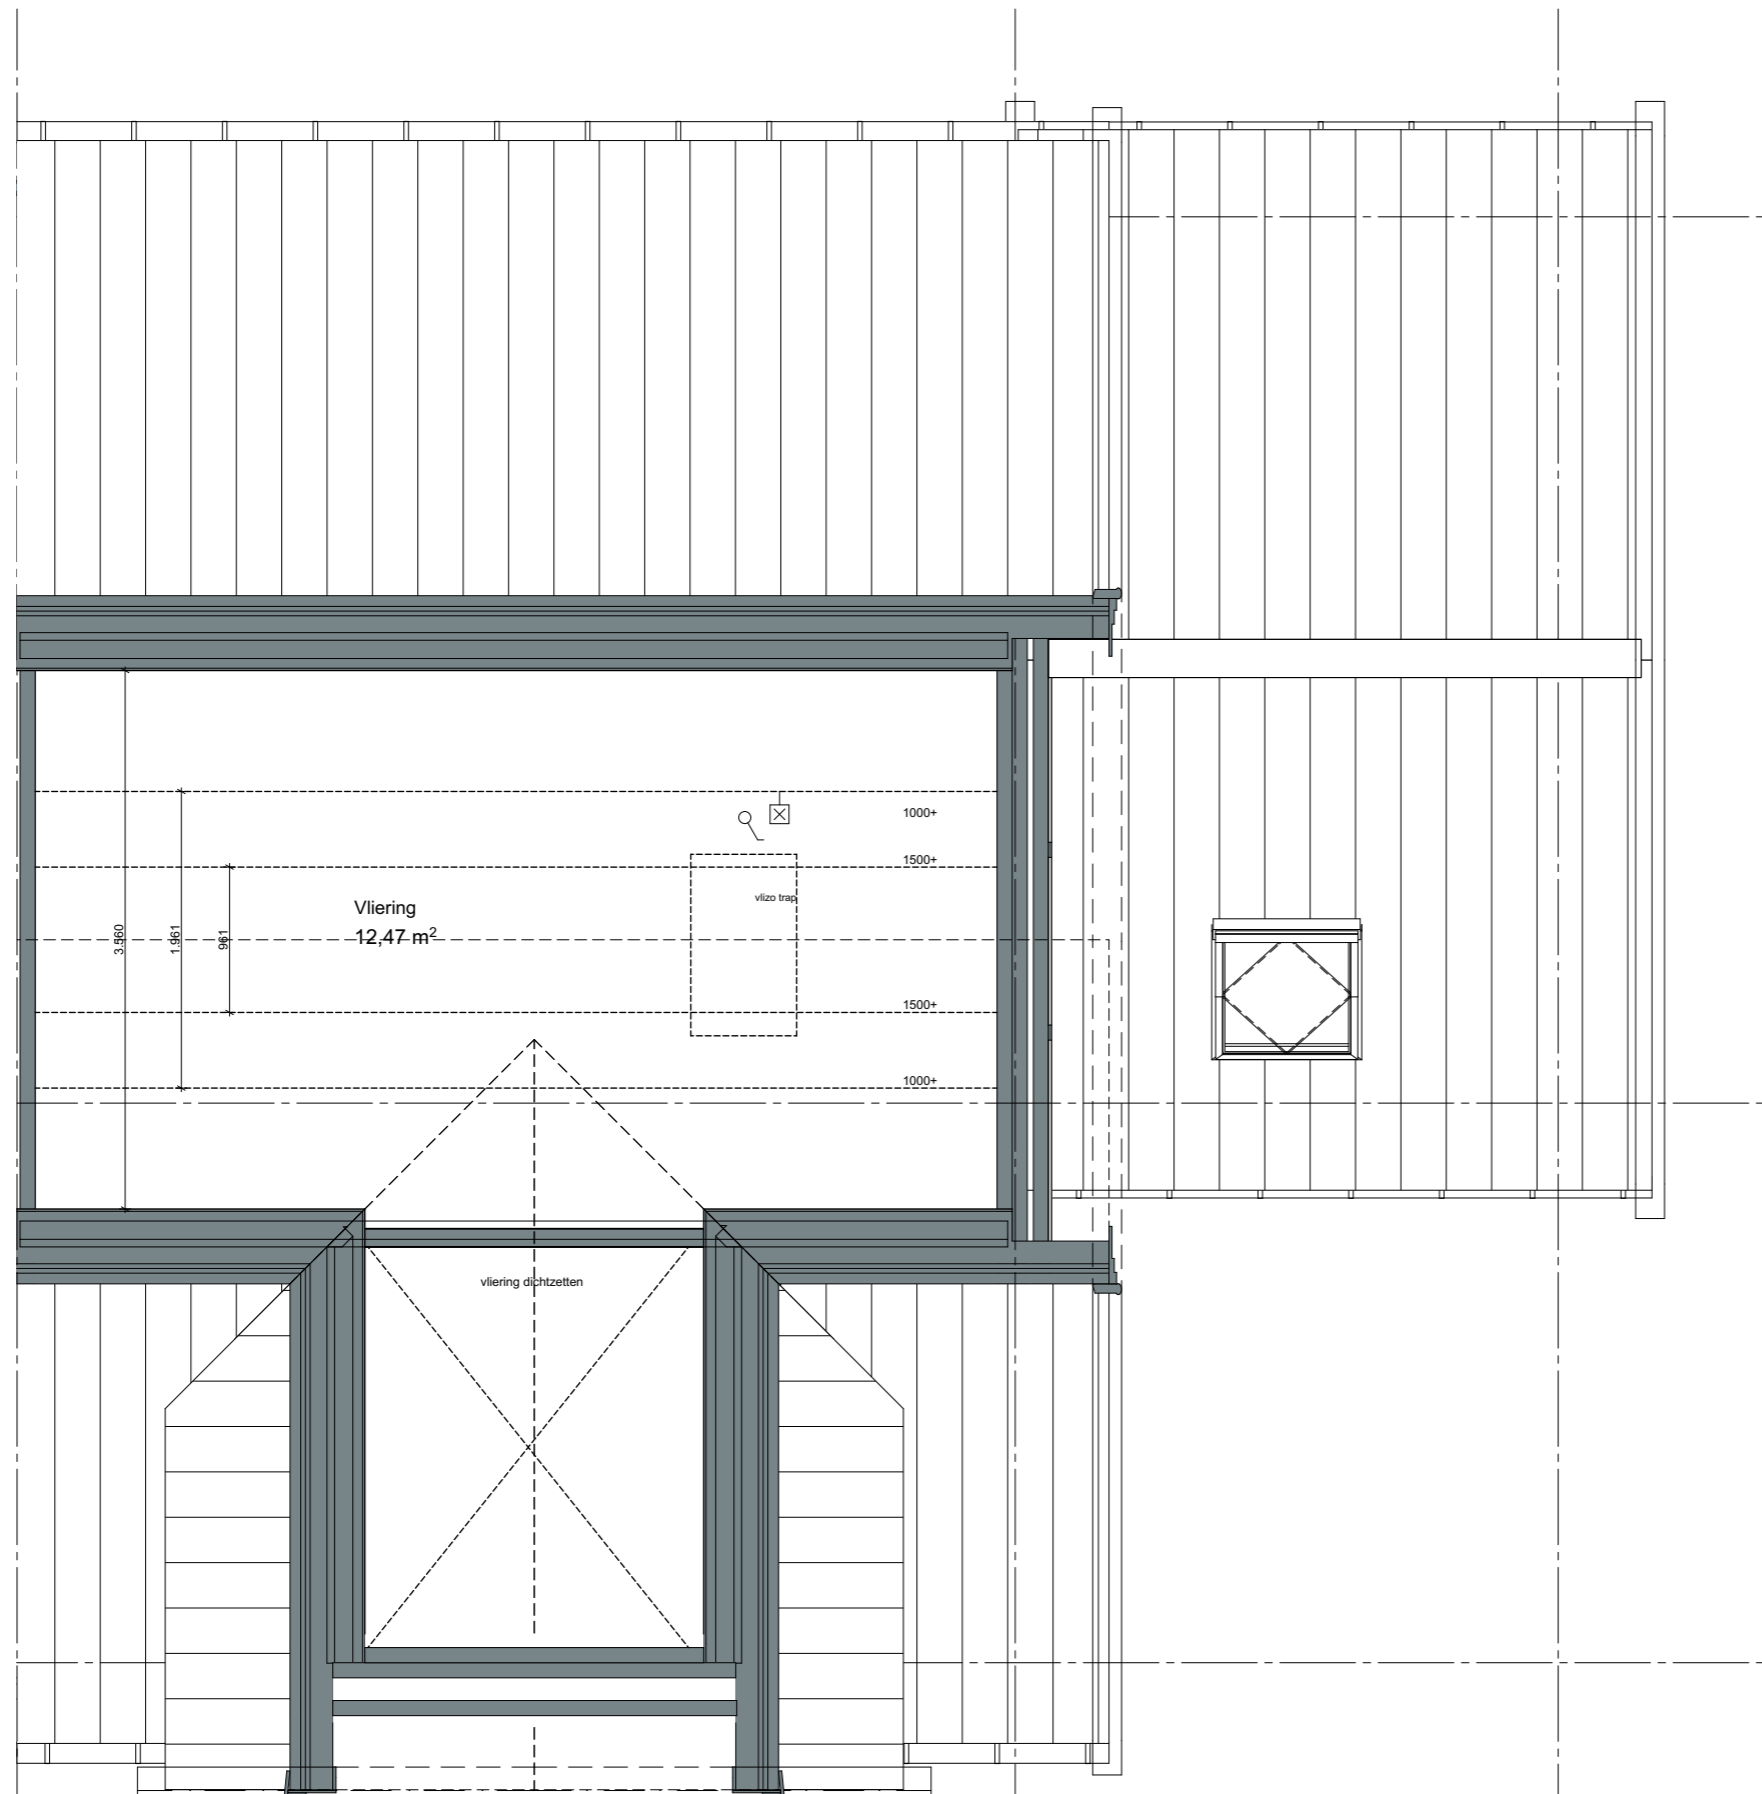 1000+
1500+
vlizo trap
Vliering
12,47 m²
3.560
1.961
961
1500+
1000+
vliering dichtzetten